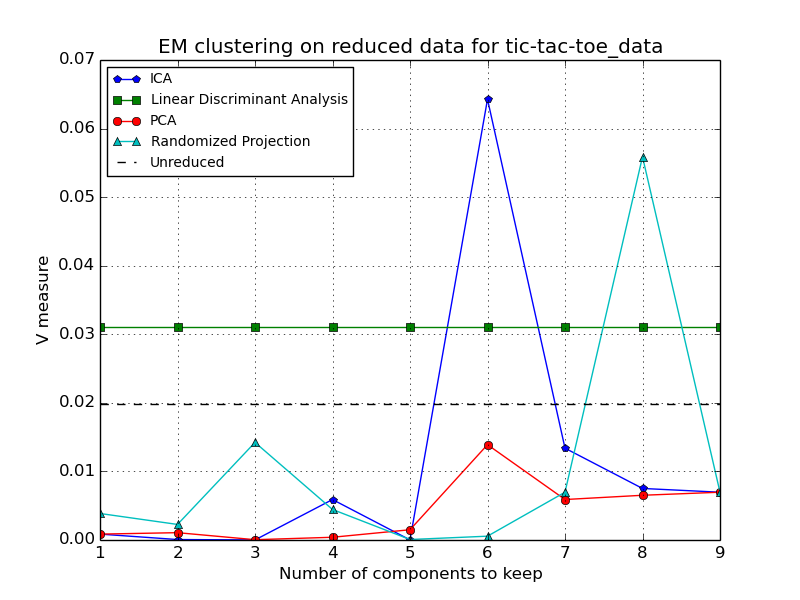 EM clustering on reduced data for tic-tac-toe_data
ICA
Linear Discriminant Analysis
PCA
Randomized Projection
Unreduced
V measure
0.07
0.06
0.05
0.04
0.03
0.02
0.01
0.00
1 2 3 4 5 6 7 8 9
Number of components to keep